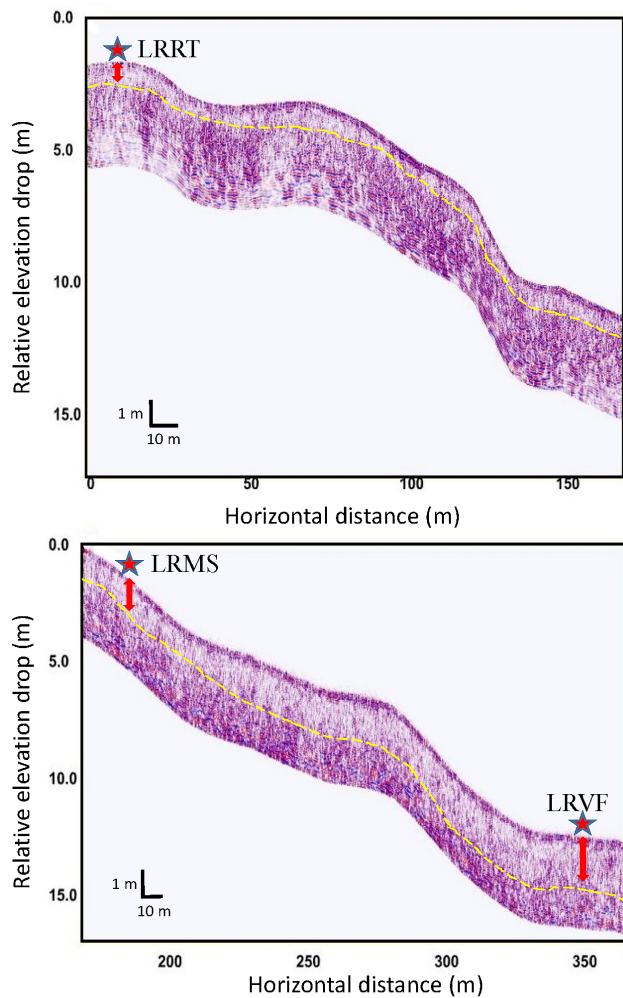 0.0
LRRT
5.0
Relative elevation drop (m)
10.0
15.0
1 m
10 m
0
50
100
150
Horizontal distance (m)
0.0
LRMS
5.0
Relative elevation drop (m)
10.0
LRVF
15.0
1 m
10 m
200
250
300
350
Horizontal distance (m)